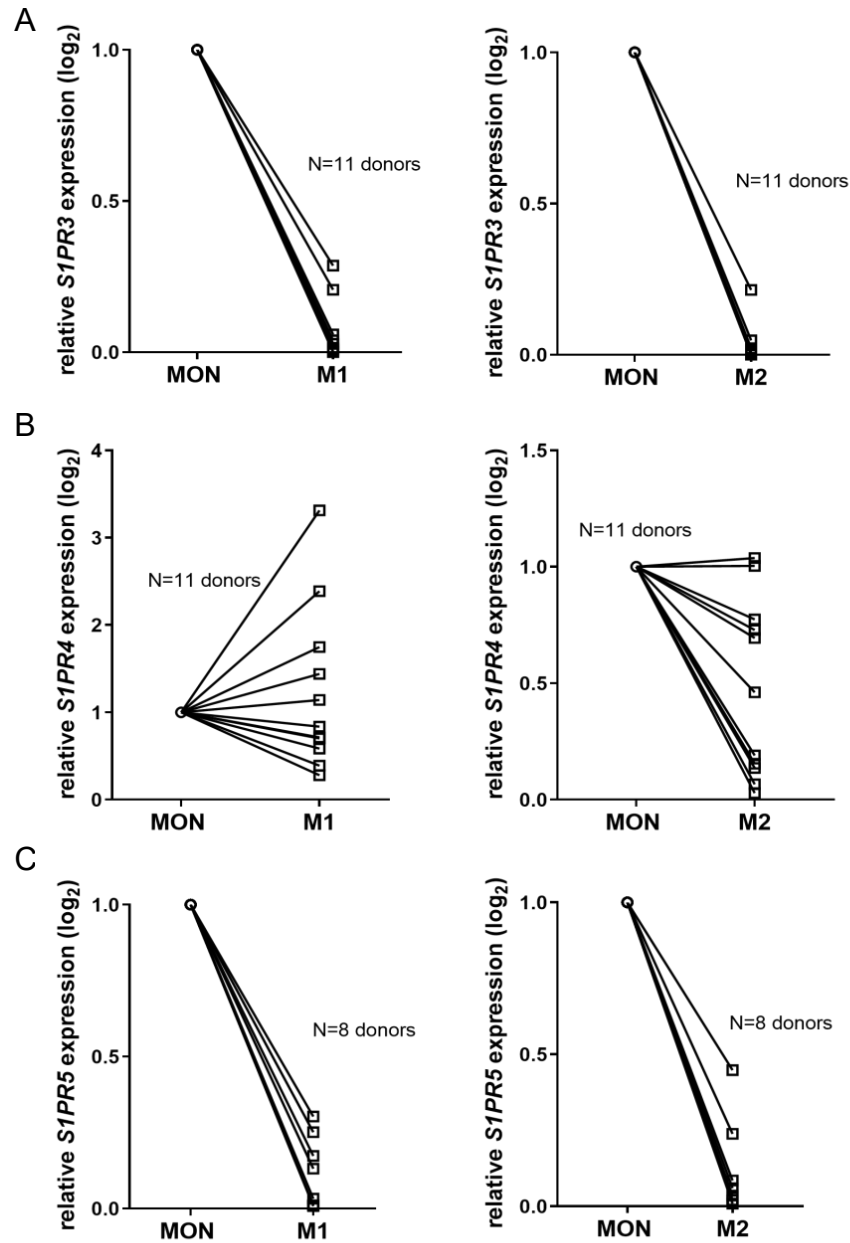 A
relative S1PR3 expression (log₂)
1.0
0.5
0.0
N=11 donors
MON M1
relative S1PR3 expression (log₂)
1.0
0.5
0.0
N=11 donors
MON M2
B
relative S1PR4 expression (log₂)
4
3
2
1
0
N=11 donors
MON M1
relative S1PR4 expression (log₂)
1.5
1.0
0.5
0.0
N=11 donors
MON M2
C
relative S1PR5 expression (log₂)
1.0
0.5
0.0
N=8 donors
MON M1
relative S1PR5 expression (log₂)
1.0
0.5
0.0
N=8 donors
MON M2